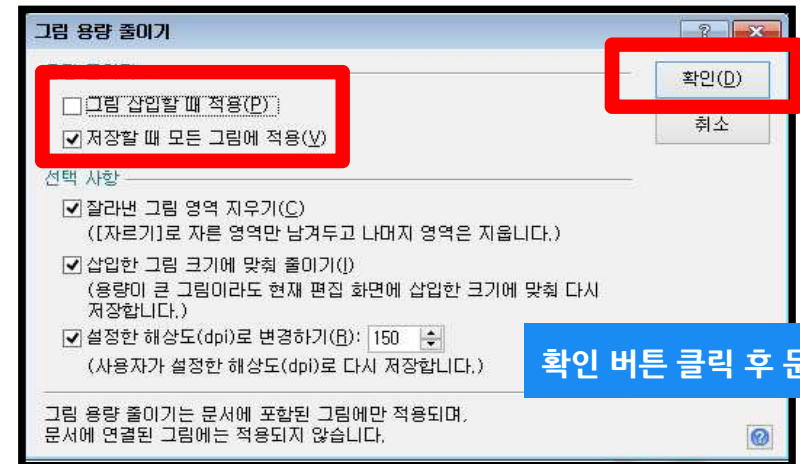 그림 용량 줄이기
확인(D)
그림 삽입할 때 적용(P)
취소
저장할 때 모든 그림에 적용(V)
선택 사항
잘라낸 그림 영역 지우기(C)
([자르기]로 자른 영역만 남겨두고 나머지 영역은 지웁니다.)
삽입한 그림 크기에 맞춰 줄이기(I)
(용량이 큰 그림이라도 현재 편집 화면에 삽입한 크기에 맞춰 다시
저장합니다.)
설정한 해상도(dpi)로 변경하기(R): 150
(사용자가 설정한 해상도(dpi)로 다시 저장합니다.)
확인 버튼 클릭 후
그림 용량 줄이기는 문서에 포함된 그림에만 적용되며,
문서에 연결된 그림에는 적용되지 않습니다.